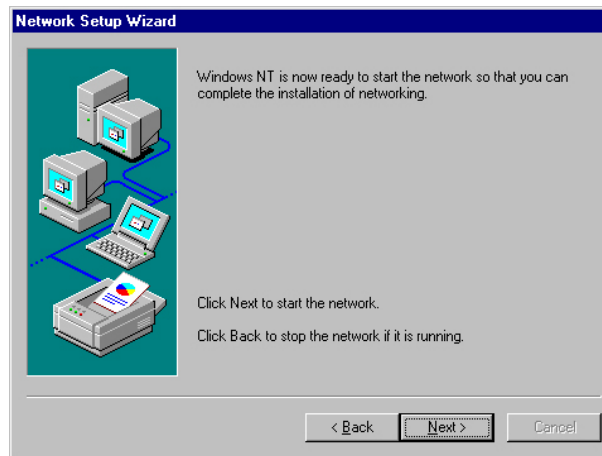 Network Setup Wizard
Windows NT is now ready to start the network so that you can
complete the installation of networking.
Click Next to start the network.
Click Back to stop the network if it is running.
< Back
Next >
Cancel